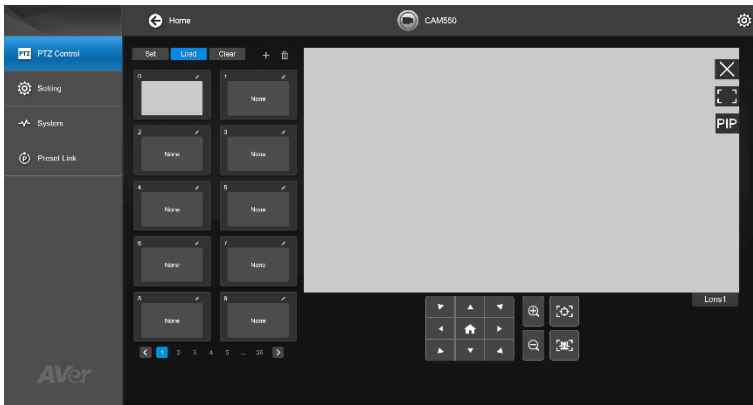 Home
CAM550
PTZ PTZ Control
Setting
System
P Preset Link
Set Load Clear
0 1
None
2 3
None None
4 5
None None
6 7
None None
8 9
None None
1 2 3 4 5 ... 26
PIP
Lens1
AVer